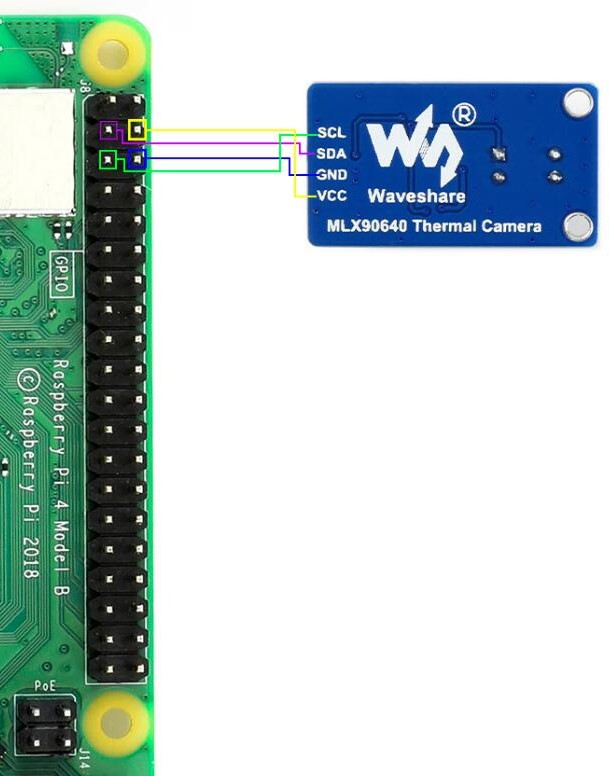 J8
SCL
SDA
GND
VCC
®
Waveshare
MLX90640 Thermal Camera
GPIO
Raspberry Pi 4 Model B
© Raspberry Pi 2018
PoE
J14